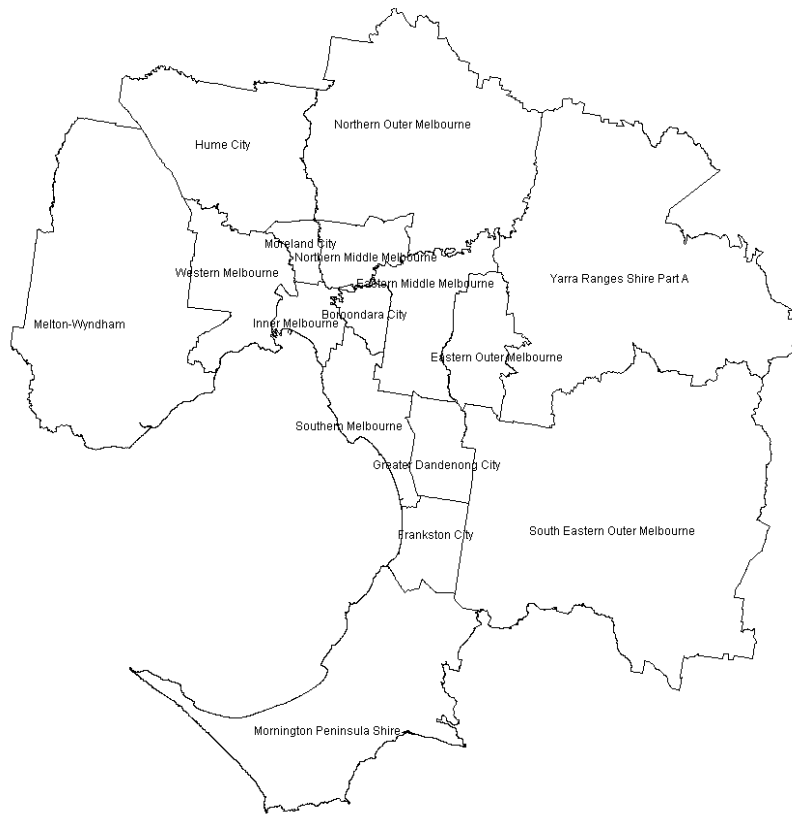 Northern Outer Melbourne
Hume City
Moreland City
Northern Middle Melbourne
Western Melbourne
Eastern Middle Melbourne
Yarra Ranges Shire Part A
Boroondara City
Melton-Wyndham
Inner Melbourne
Eastern Outer Melbourne
Southern Melbourne
Greater Dandenong City
Frankston City
South Eastern Outer Melbourne
Mornington Peninsula Shire